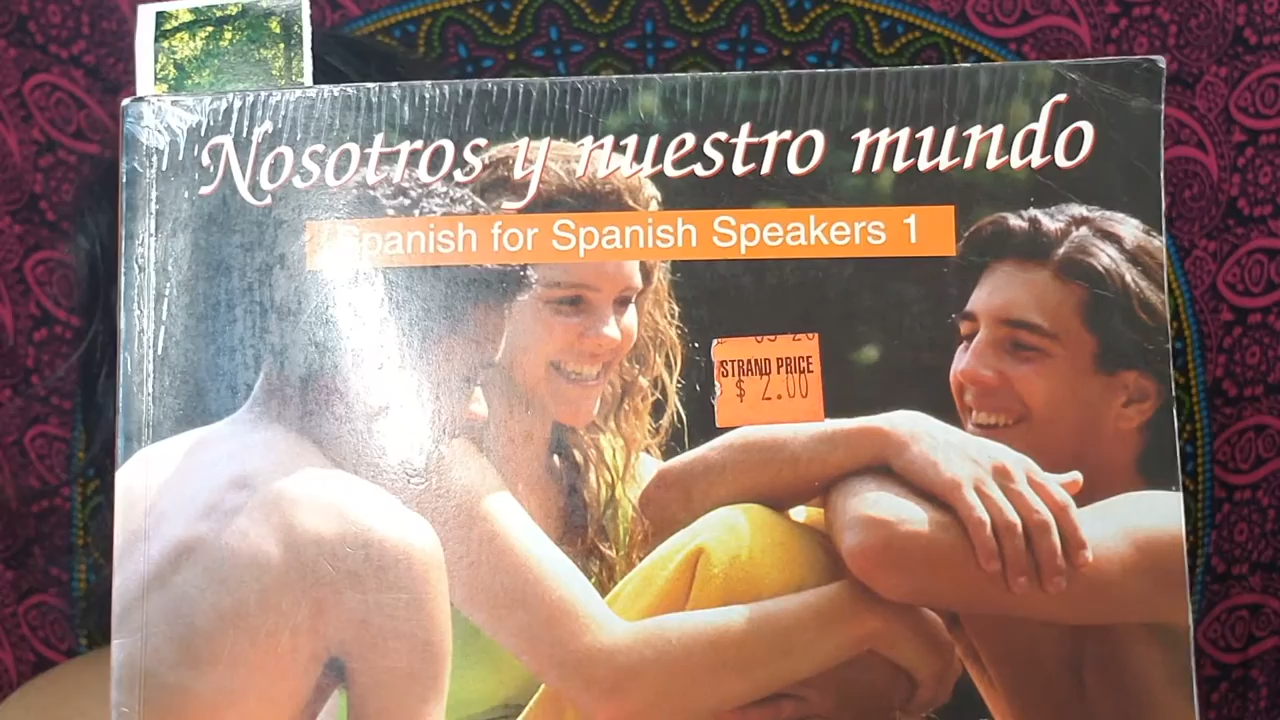 Nosotros y nuestro mundo
Spanish for Spanish Speakers 1
STRAND PRICE
$ 2.00